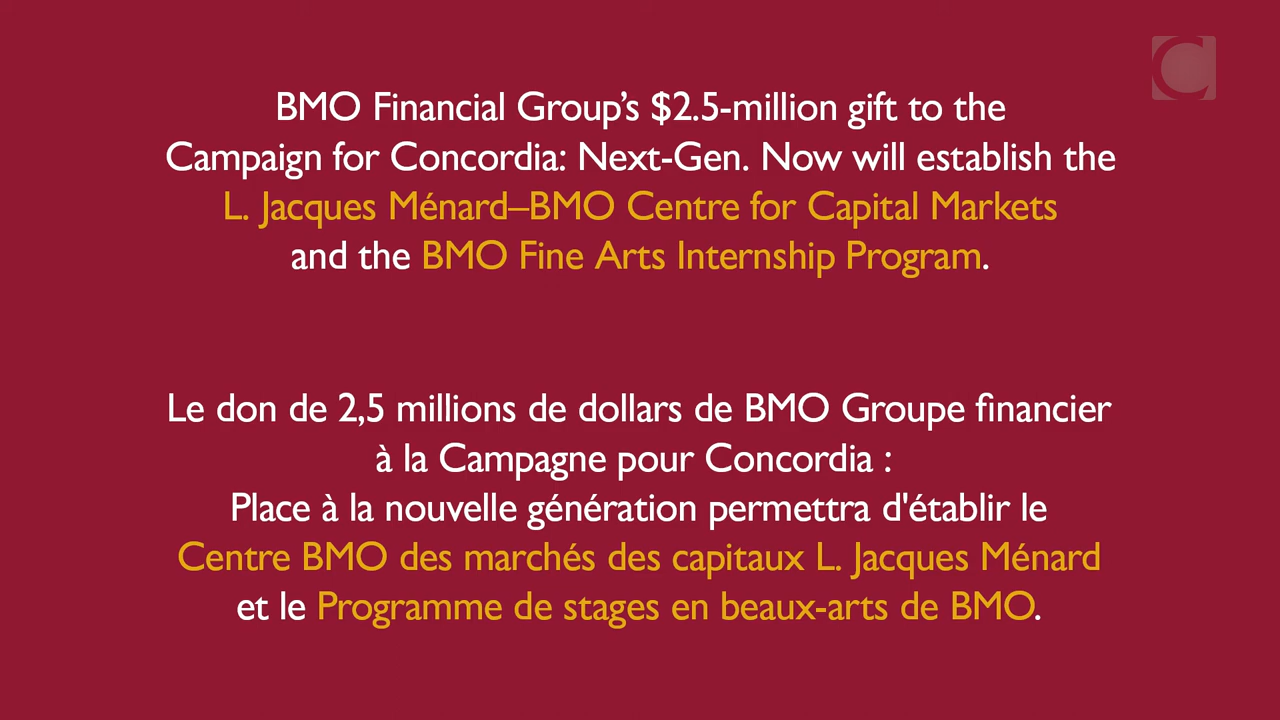 BMO Financial Group’s $2.5-million gift to the
Campaign for Concordia: Next-Gen. Now will establish the
L. Jacques Ménard–BMO Centre for Capital Markets
and the BMO Fine Arts Internship Program.
Le don de 2,5 millions de dollars de BMO Groupe financier
à la Campagne pour Concordia :
Place à la nouvelle génération permettra d'établir le
Centre BMO des marchés des capitaux L. Jacques Ménard
et le Programme de stages en beaux-arts de BMO.